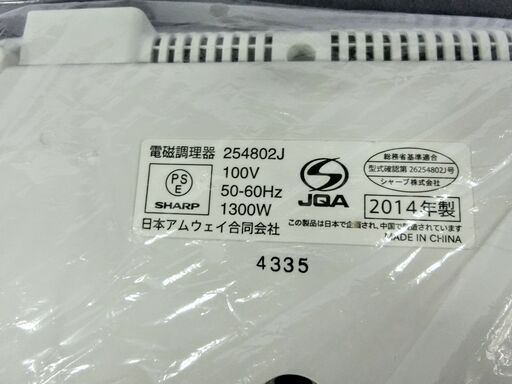 電磁調理器 254802J
PS
E
SHARP
100V
50-60Hz
1300W
日本アムウェイ合同会社
JQA
総務省基準適合
型式確認第 26254802J号
シャープ株式会社
2014年製
この製品は日本で企画され、中国で製造されています
MADE IN CHINA
4335